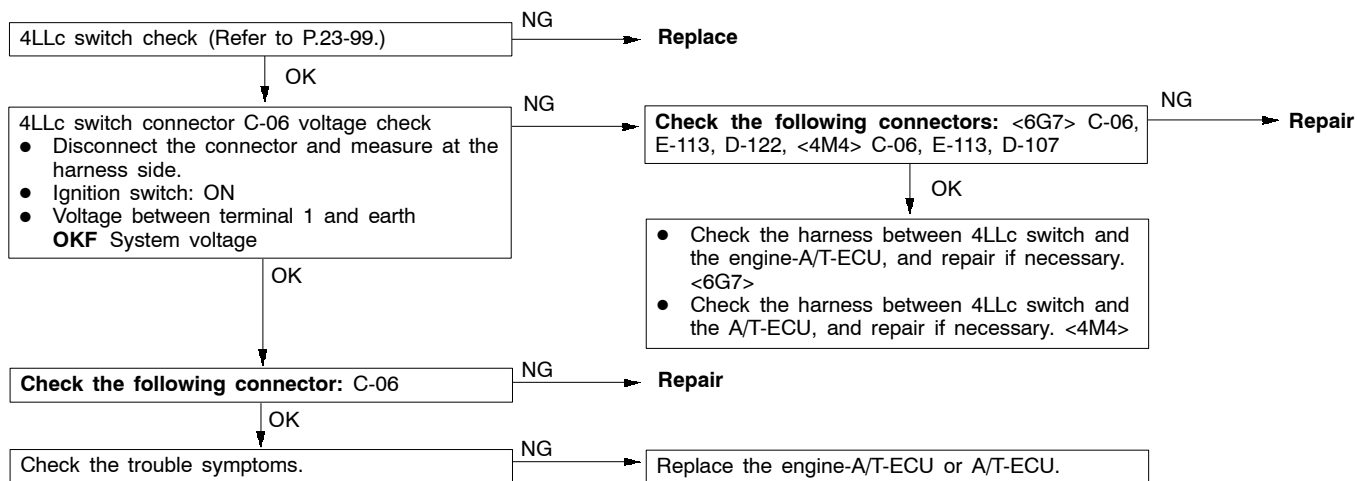 4LLc switch check (Refer to P.23-99.)
NG
Replace
OK
4LLc switch connector C-06 voltage check
● Disconnect the connector and measure at the
harness side.
● Ignition switch: ON
● Voltage between terminal 1 and earth
OKF System voltage
NG
Check the following connectors: <6G7> C-06,
E-113, D-122, <4M4> C-06, E-113, D-107
NG
Repair
OK
● Check the harness between 4LLc switch and
the engine-A/T-ECU, and repair if necessary.
<6G7>
● Check the harness between 4LLc switch and
the A/T-ECU, and repair if necessary. <4M4>
OK
Check the following connector: C-06
NG
Repair
OK
Check the trouble symptoms.
NG
Replace the engine-A/T-ECU or A/T-ECU.